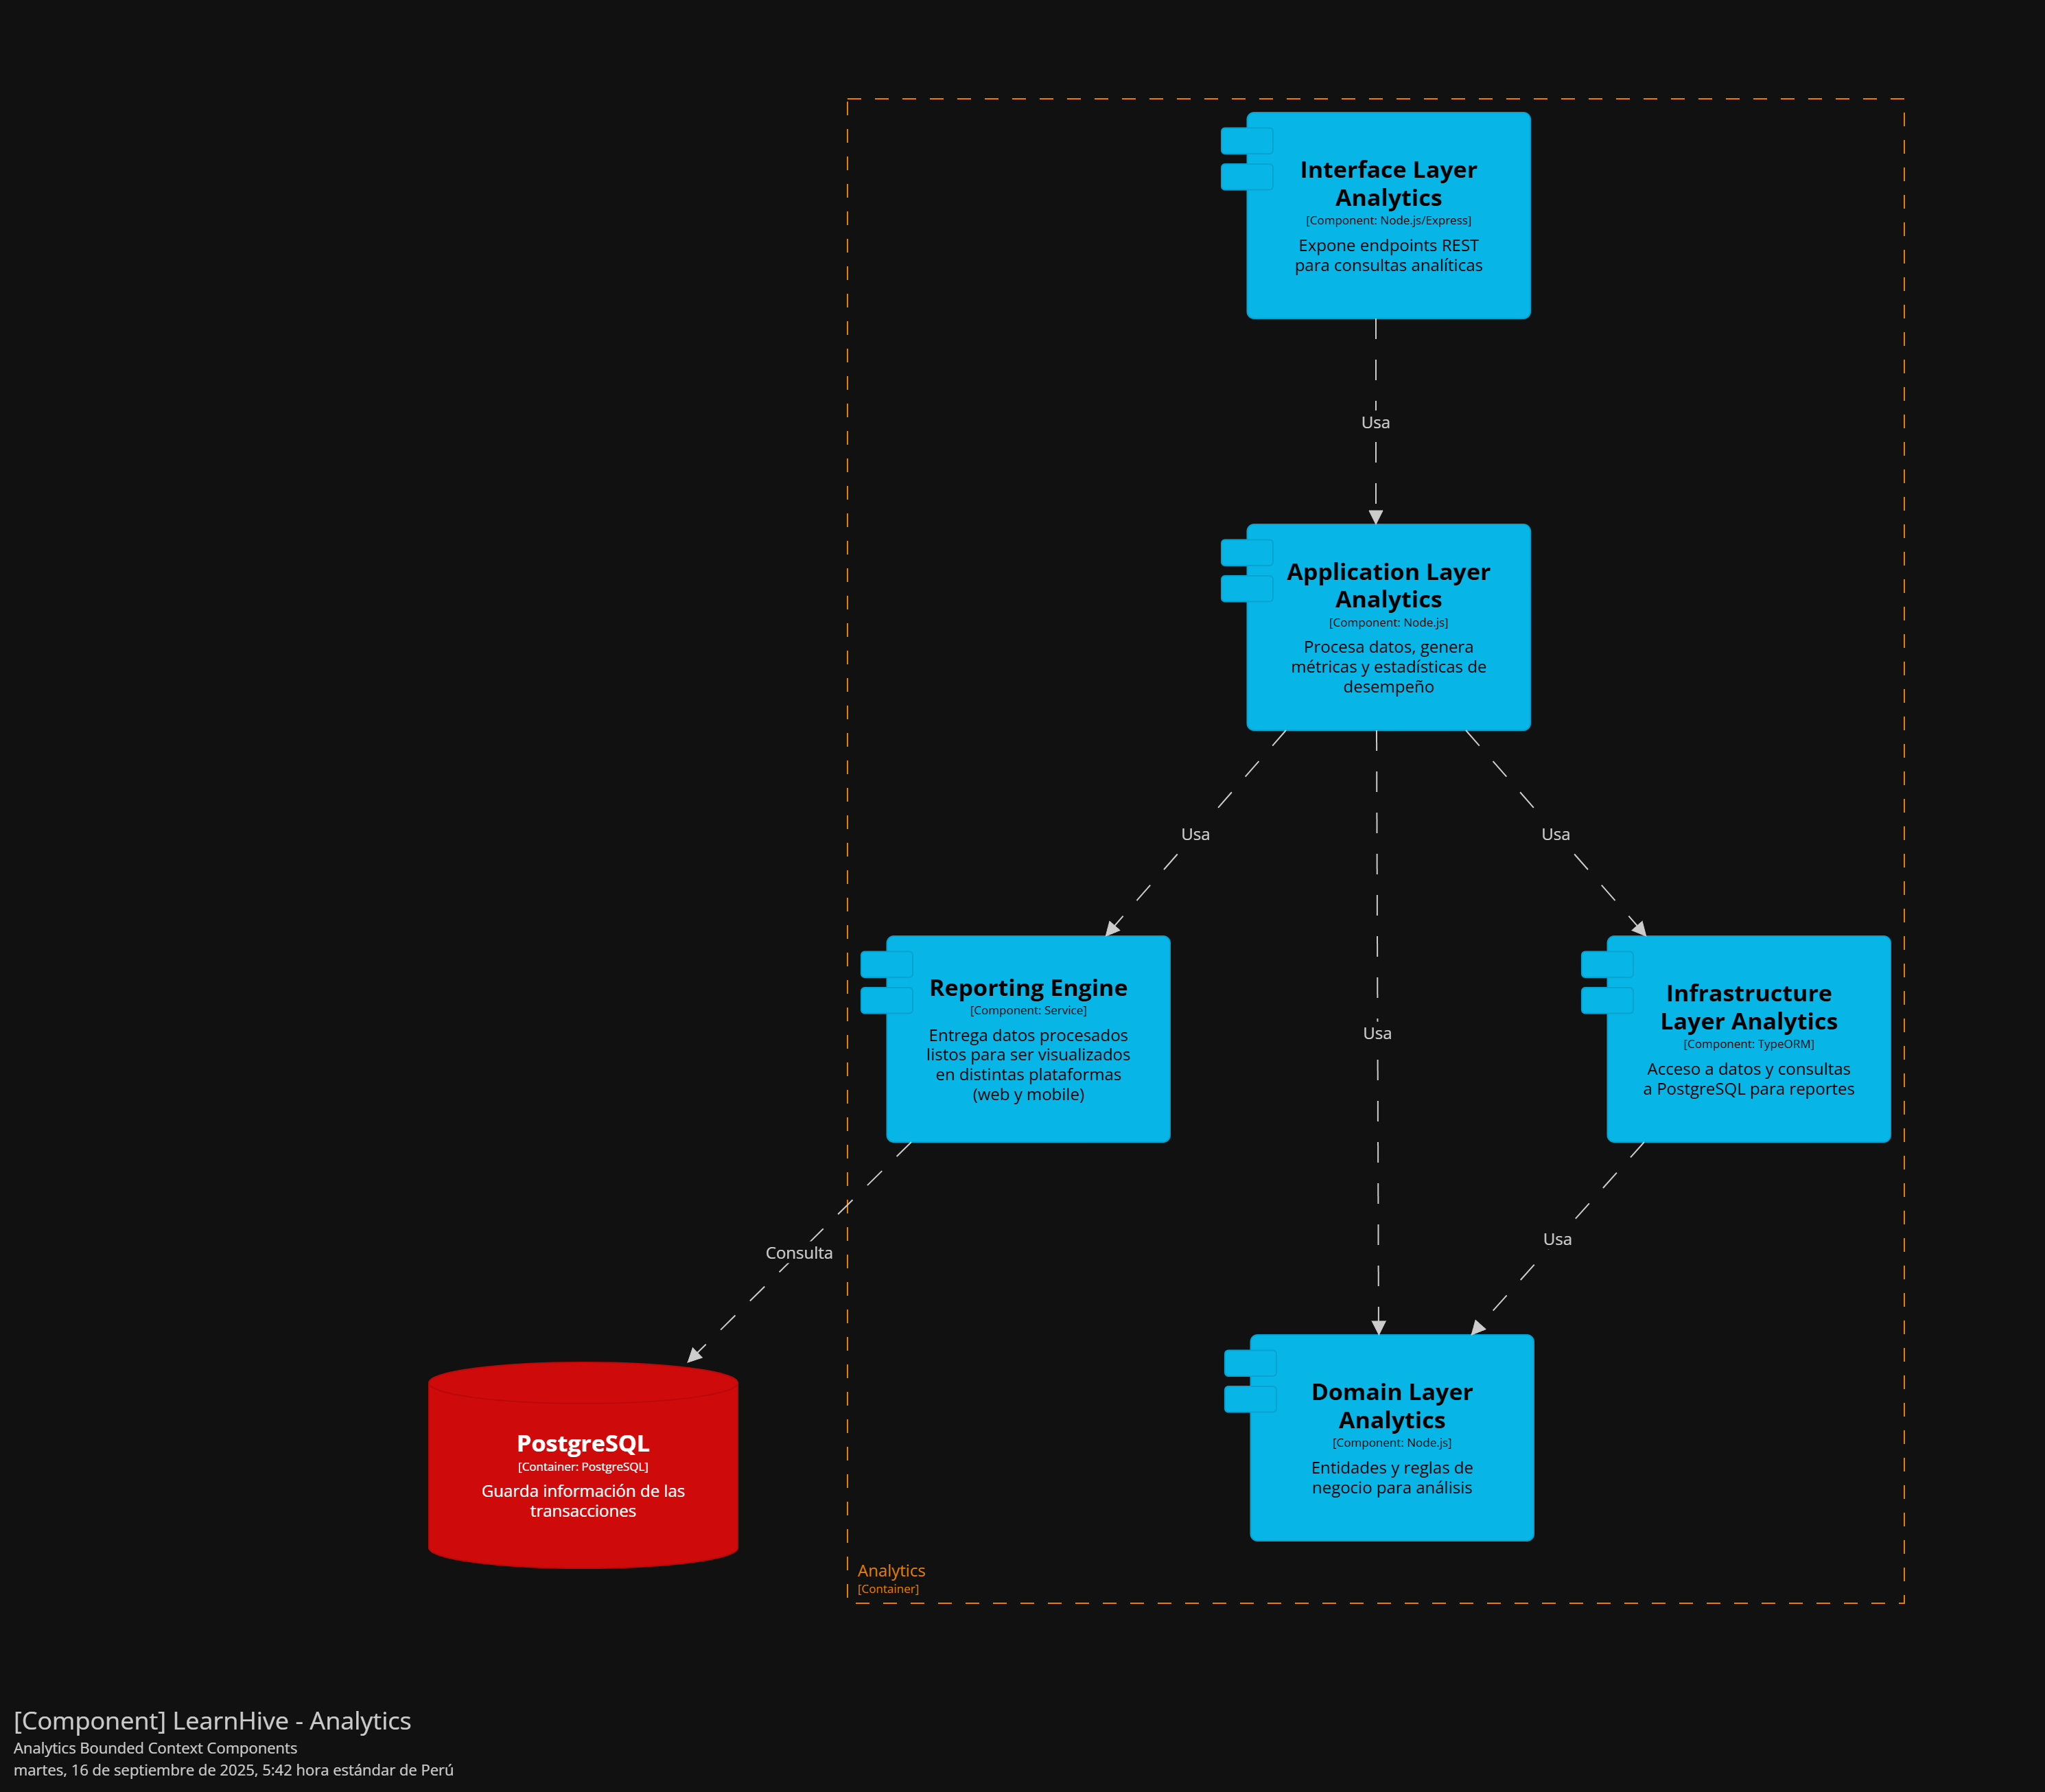 Interface Layer
Analytics
[Component: Node.js/Express]
Expone endpoints REST
para consultas analíticas
Usa
Application Layer
Analytics
[Component: Node.js]
Procesa datos, genera
métricas y estadísticas de
desempeño
Usa
Usa
Reporting Engine
[Component: Service]
Entrega datos procesados
listos para ser visualizados
en distintas plataformas
(web y mobile)
Usa
Infrastructure
Layer Analytics
[Component: TypeORM]
Acceso a datos y consultas
a PostgreSQL para reportes
Consulta
Usa
PostgreSQL
[Container: PostgreSQL]
Guarda información de las
transacciones
Domain Layer
Analytics
[Component: Node.js]
Entidades y reglas de
negocio para análisis
Analytics
[Container]
[Component] LearnHive - Analytics
Analytics Bounded Context Components
martes, 16 de septiembre de 2025, 5:42 hora estándar de Perú